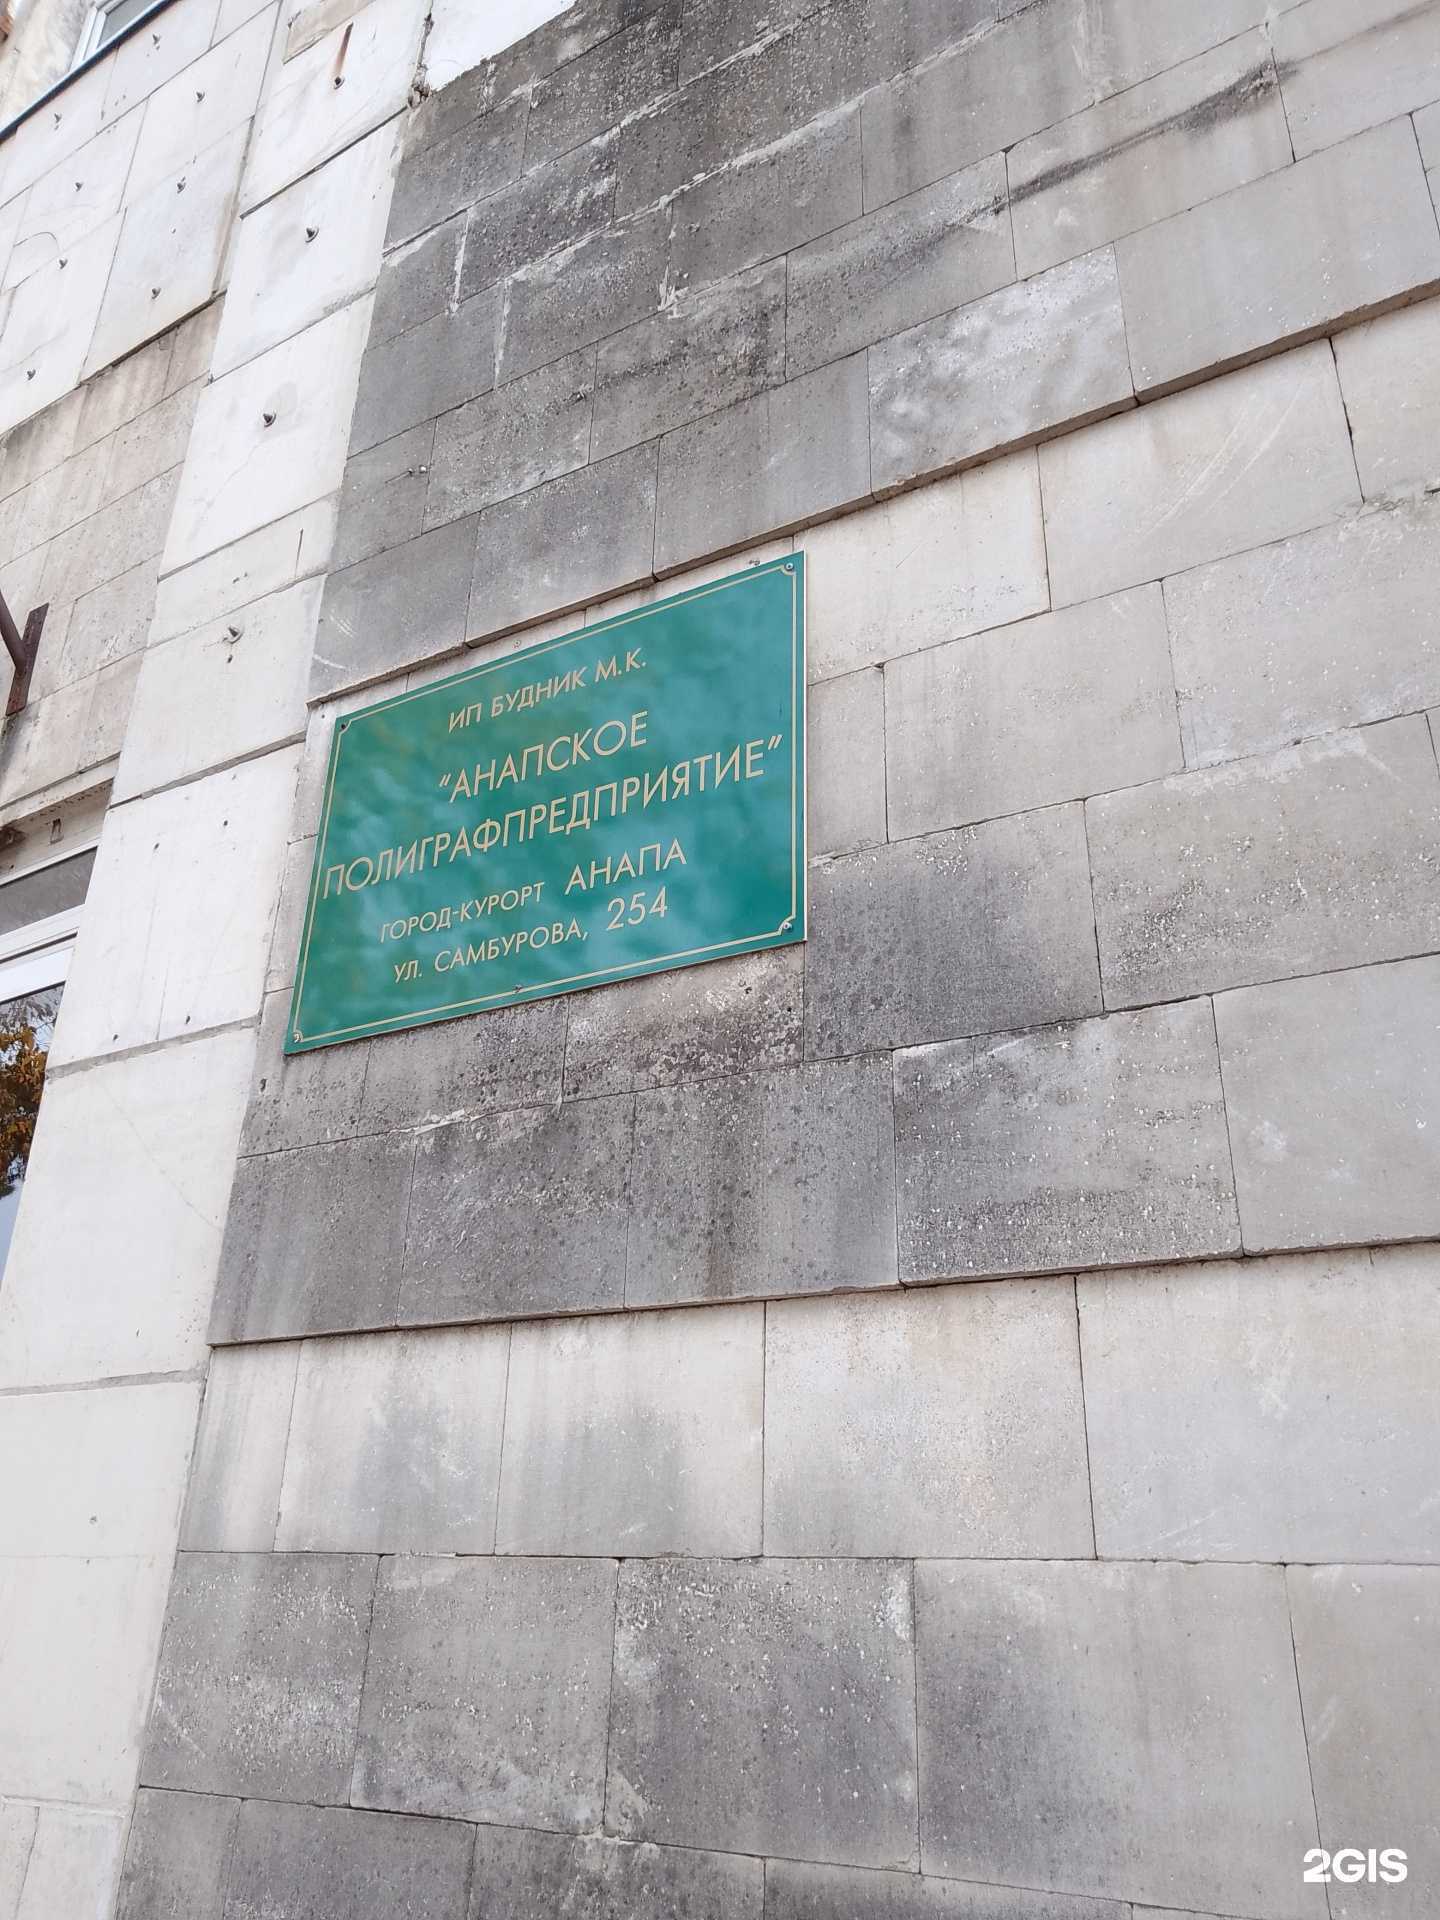 ИП БУДНИК М.К.
"АНАПСКОЕ
ПОЛИГРАФПРЕДПРИЯТИЕ"
ГОРОД-КУРОРТ АНАПА
УЛ. САМБУРОВА, 254
2GIS